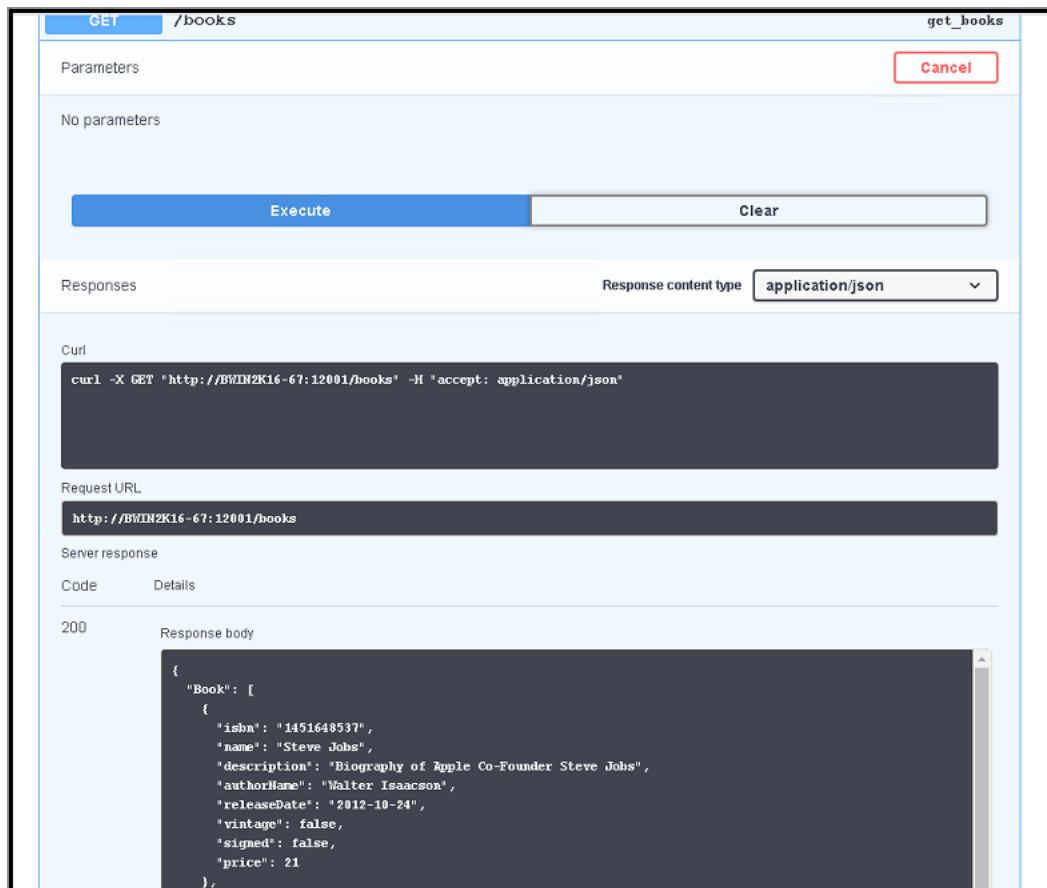 GET /books get_books
Parameters Cancel
No parameters
Execute Clear
Responses Response content type application/json
Curl
curl -X GET "http://BWIN2K16-67:12001/books" -H "accept: application/json"
Request URL
http://BWIN2K16-67:12001/books
Server response
Code Details
200 Response body
{
"Book": [
{
"isbn": "1451648537",
"name": "Steve Jobs",
"description": "Biography of Apple Co-Founder Steve Jobs",
"authorName": "Walter Isaacson",
"releaseDate": "2012-10-24",
"vintage": false,
"signed": false,
"price": 21
},